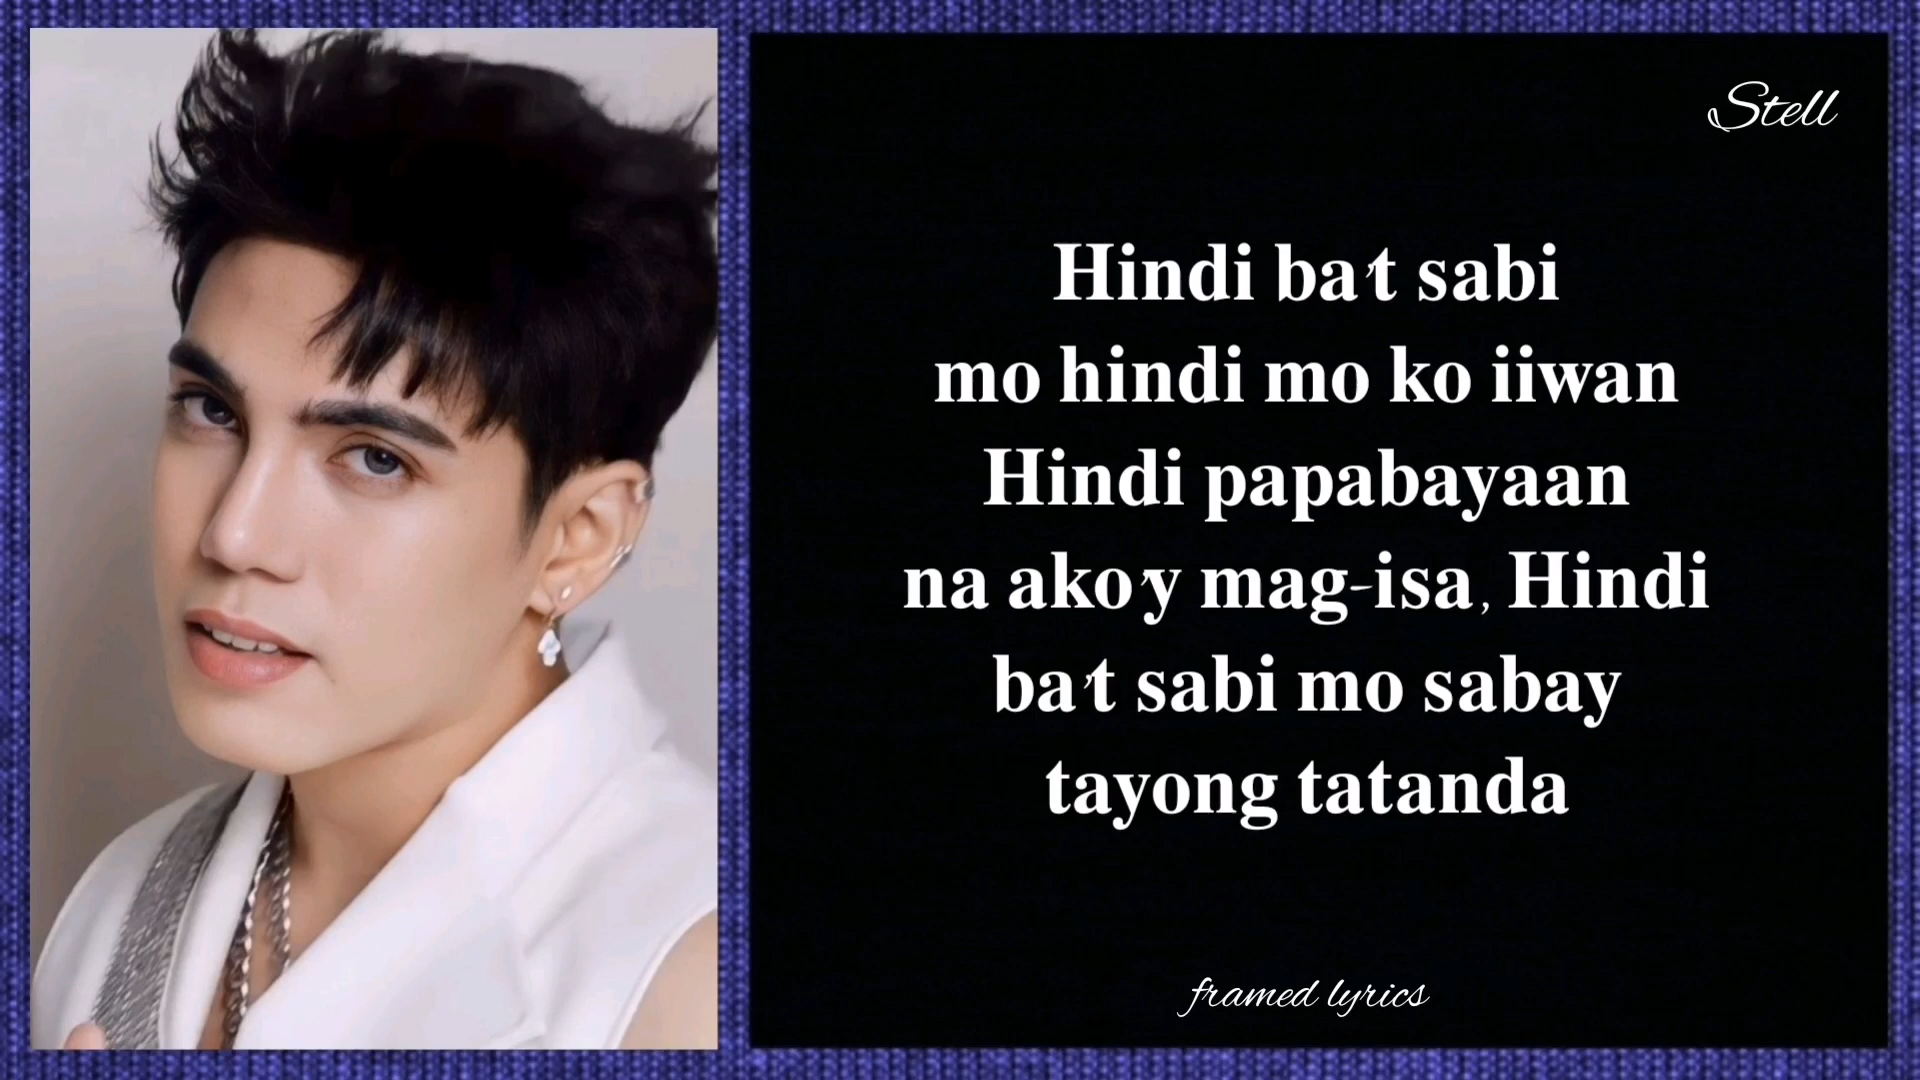 Stell
Hindi ba't sabi
mo hindi mo ko iiwan
Hindi papabayaan
na ako'y mag-isa, Hindi
ba't sabi mo sabay
tayong tatanda
framed lyrics